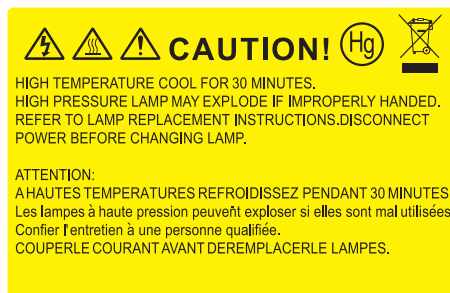 CAUTION! Hg
HIGH TEMPERATURE COOL FOR 30 MINUTES.
HIGH PRESSURE LAMP MAY EXPLODE IF IMPROPERLY HANDED.
REFER TO LAMP REPLACEMENT INSTRUCTIONS.DISCONNECT
POWER BEFORE CHANGING LAMP.
ATTENTION:
A HAUTES TEMPERATURES REFROIDISSEZ PENDANT 30 MINUTES
Les lampes à haute pression peuvent exploser si elles sont mal utilisées
Confier l'entretien à une personne qualifiée.
COUPERLE COURANT AVANT DEREMPLACERLE LAMPES.